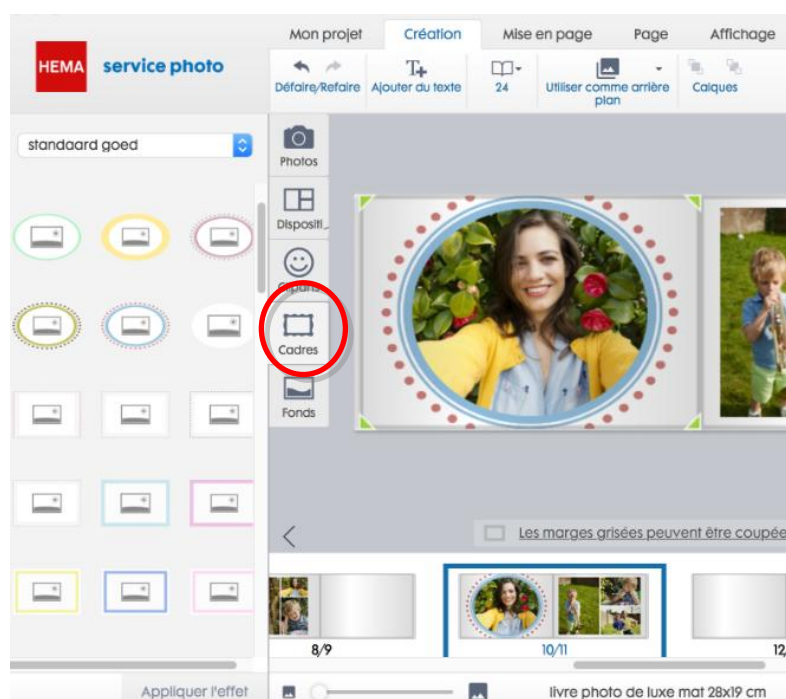 Mon projet Création Mise en page Page Affichage
HEMA service photo
Défaire/Refaire Ajouter du texte 24 Utiliser comme arrière plan Calques
standaard goed
Photos
Dispositi...
Cliparts
Cadres
Fonds
Les marges grisées peuvent être coupée
8/9 10/11 12/
Appliquer l'effet
livre photo de luxe mat 28x19 cm